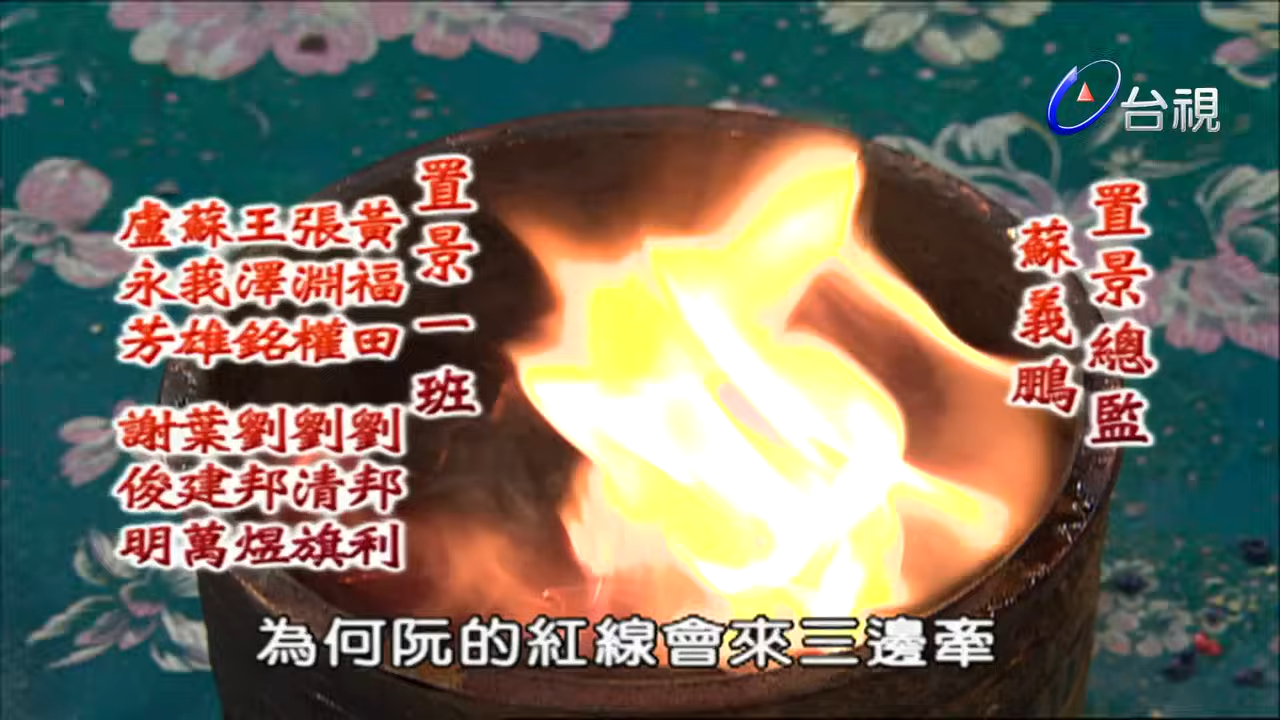 台視
置景總監
蘇義鵬
置景一班
黃福田
張淵權
王澤銘
蘇莪雄
盧永芳
劉邦利
劉清旗
劉邦煜
葉建萬
謝俊明
為何阮的紅線會來三邊牽